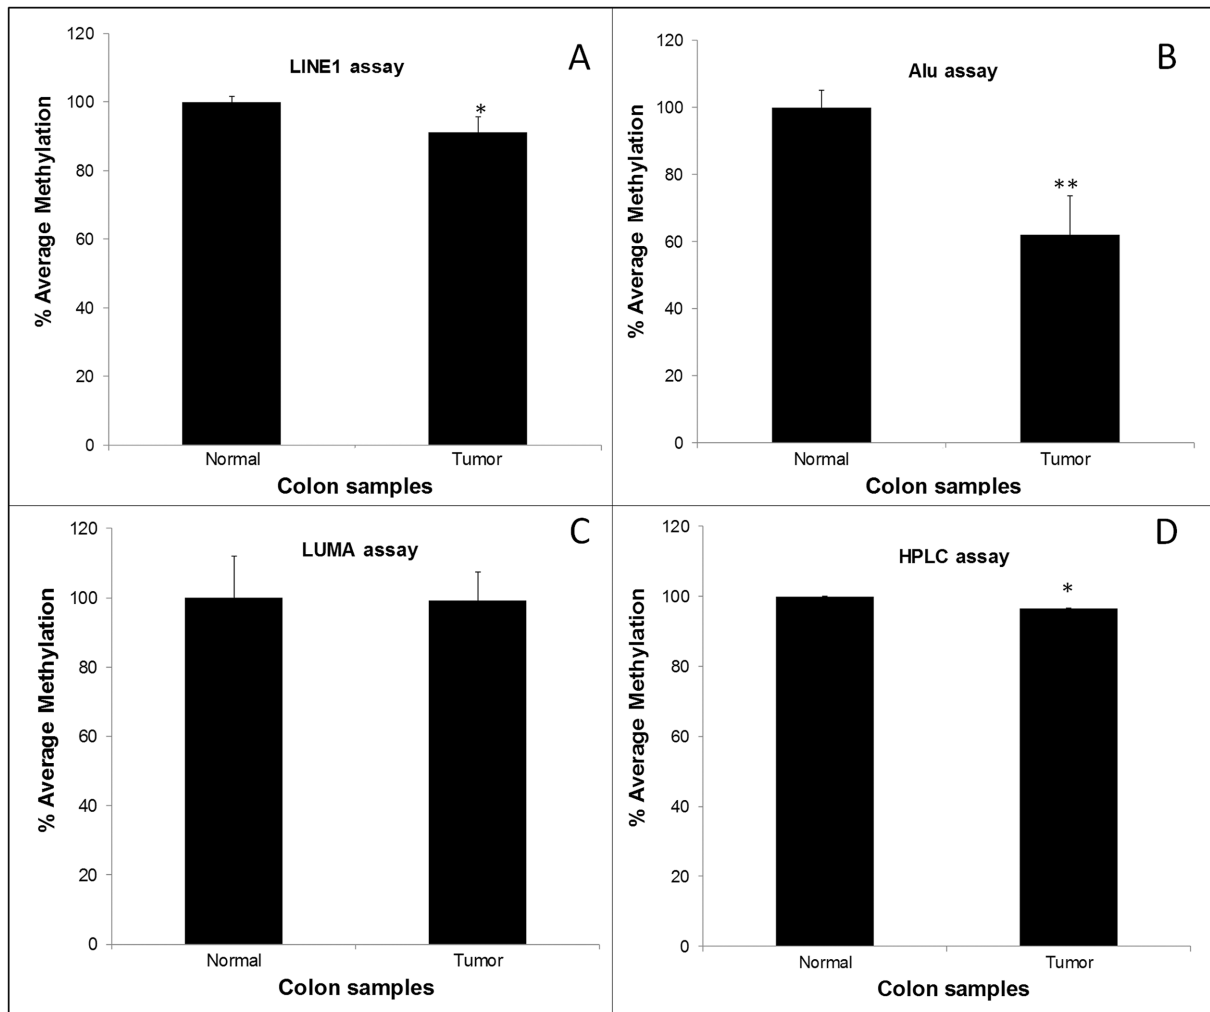 A
LINE1 assay
% Average Methylation
120
100
80
60
40
20
0
*
Normal
Tumor
Colon samples
B
Alu assay
% Average Methylation
120
100
80
60
40
20
0
**
Normal
Tumor
Colon samples
C
LUMA assay
% Average Methylation
120
100
80
60
40
20
0
Normal
Tumor
Colon samples
D
HPLC assay
% Average Methylation
120
100
80
60
40
20
0
*
Normal
Tumor
Colon samples